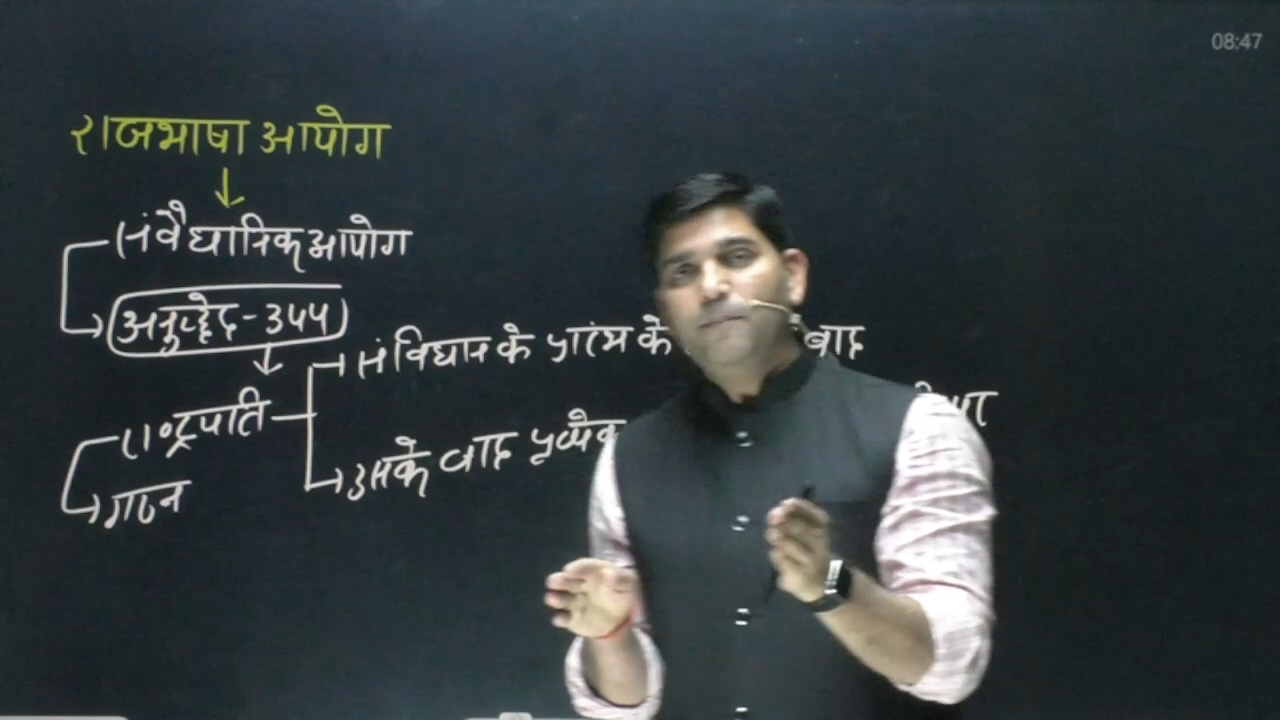 08:47
राजभाषा आयोग
संवैधानिक आयोग
अनुच्छेद-344
संविधान के प्रारंभ के बाद
राष्ट्रपति
उसके बाद प्रत्येक
गठन